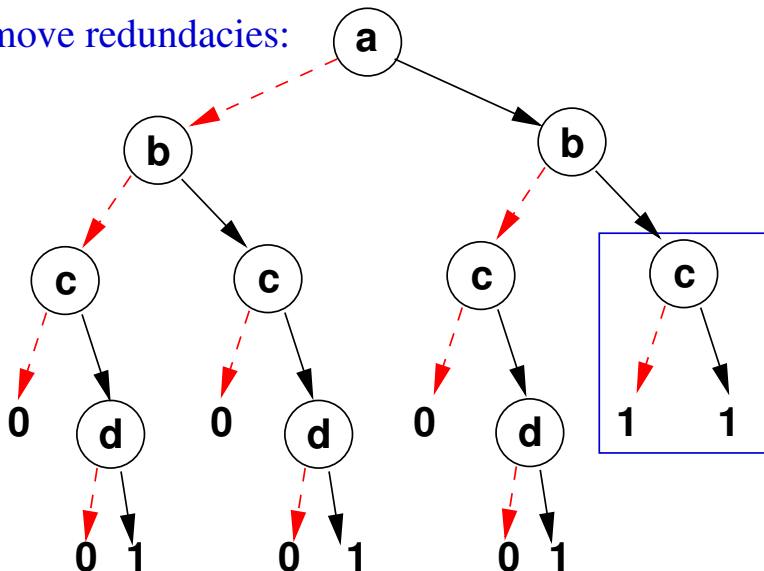 move redundacies:
a
b b
c c c c
0 0 0 1 1
d d d
0 1 0 1 0 1